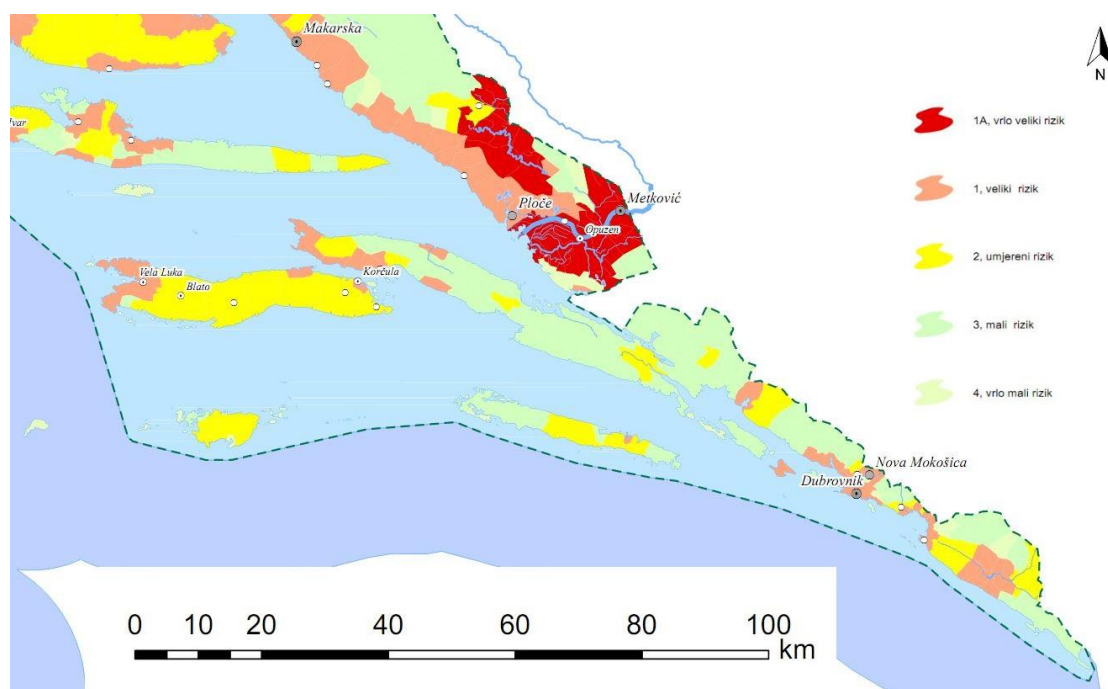 Makarska
N
1A, vrlo veliki rizik
Hvar
1, veliki rizik
Metković
Ploče
Opuzen
2, umjereni rizik
Vela Luka
Korčula
Blato
3, mali rizik
4, vrlo mali rizik
Nova Mokošica
Dubrovnik
0 10 20 40 60 80 100
km